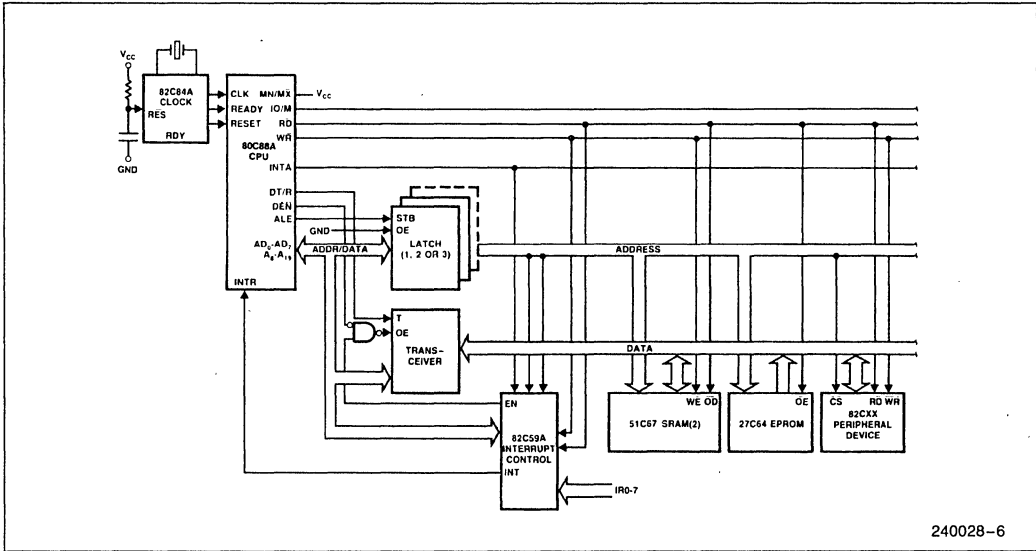 VCC
82C84A
CLOCK
RES
RDY
GND
CLK MN/MX
VCC
READY IO/M
RESET RD
WR
80C88A
CPU
INTA
DT/R
DEN
ALE
AD0-AD7
A8-A19
INTR
ADDR/DATA
GND
STB
OE
LATCH
(1, 2 OR 3)
ADDRESS
T
OE
TRANS-
CEIVER
DATA
EN
82C59A
INTERRUPT
CONTROL
INT
IR0-7
WE OD
51C67 SRAM(2)
OE
27C64 EPROM
CS RD WR
82CXX
PERIPHERAL
DEVICE
240028-6